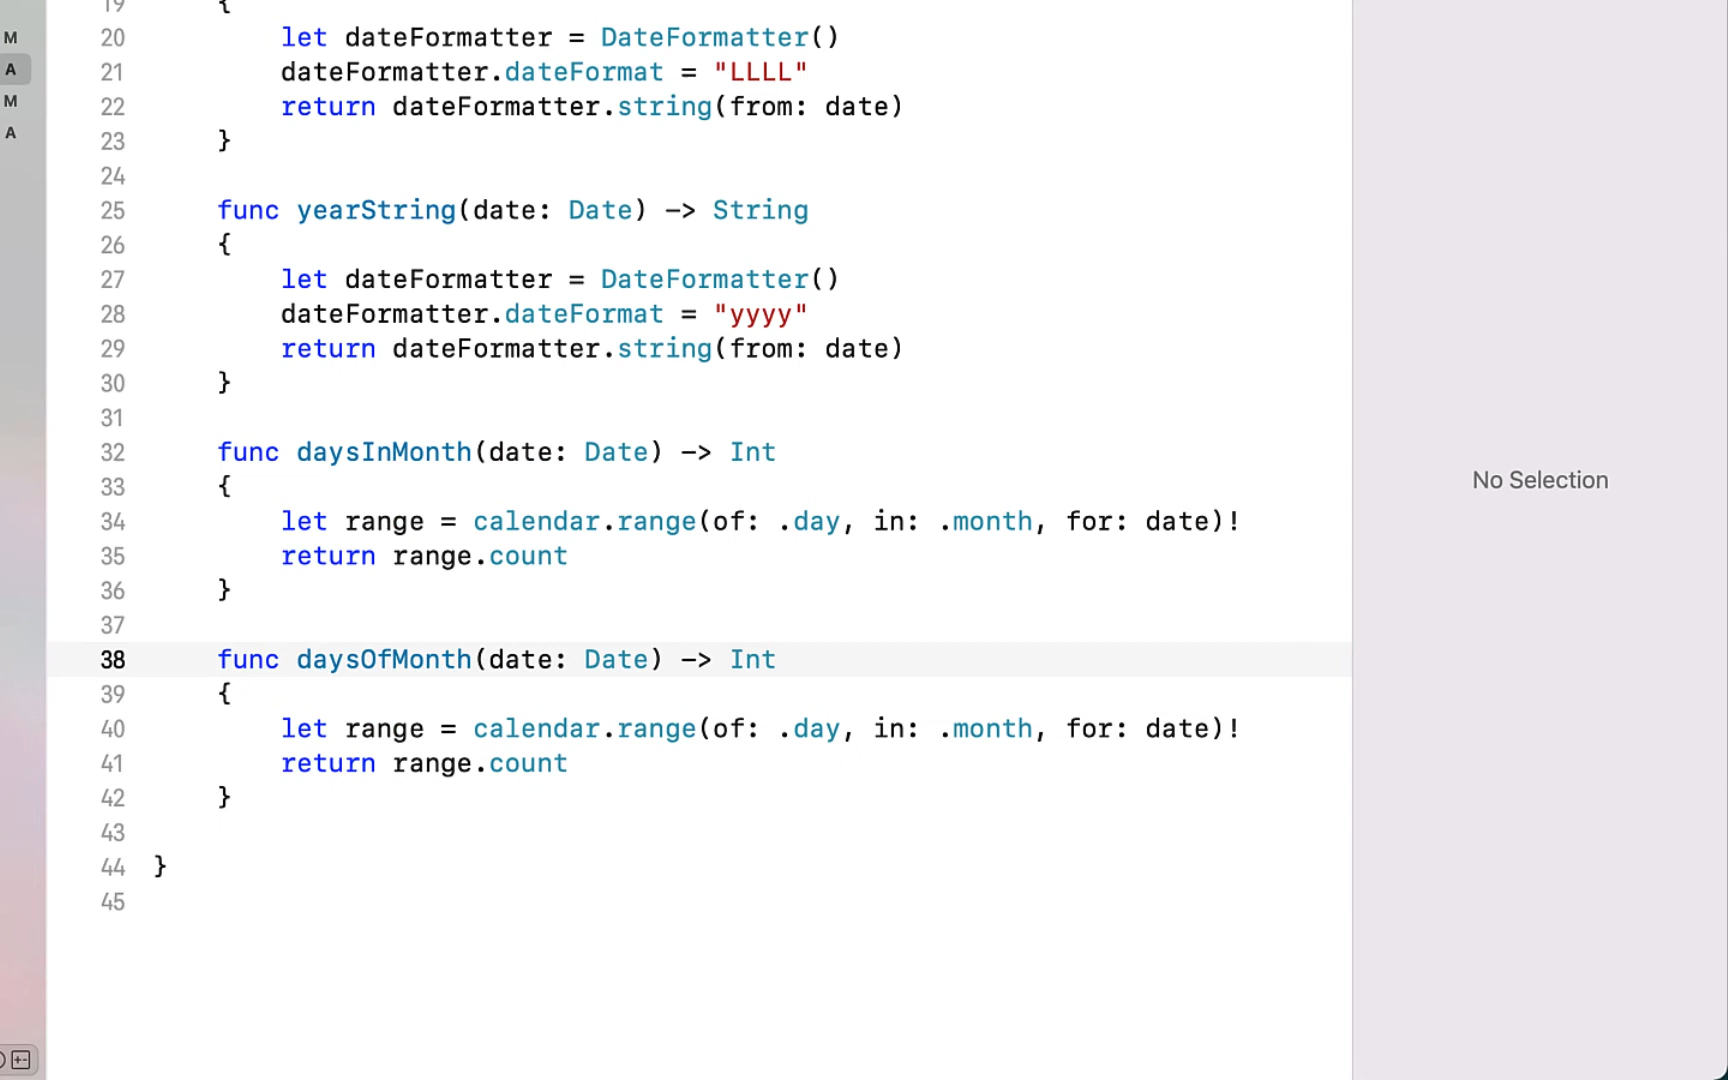 M
A
M
A
19 {
20 let dateFormatter = DateFormatter()
21 dateFormatter.dateFormat = "LLLL"
22 return dateFormatter.string(from: date)
23 }
24
25 func yearString(date: Date) -> String
26 {
27 let dateFormatter = DateFormatter()
28 dateFormatter.dateFormat = "yyyy"
29 return dateFormatter.string(from: date)
30 }
31
32 func daysInMonth(date: Date) -> Int
33 {
34 let range = calendar.range(of: .day, in: .month, for: date)!
35 return range.count
36 }
37
38 func daysOfMonth(date: Date) -> Int
39 {
40 let range = calendar.range(of: .day, in: .month, for: date)!
41 return range.count
42 }
43
44 }
45
No Selection